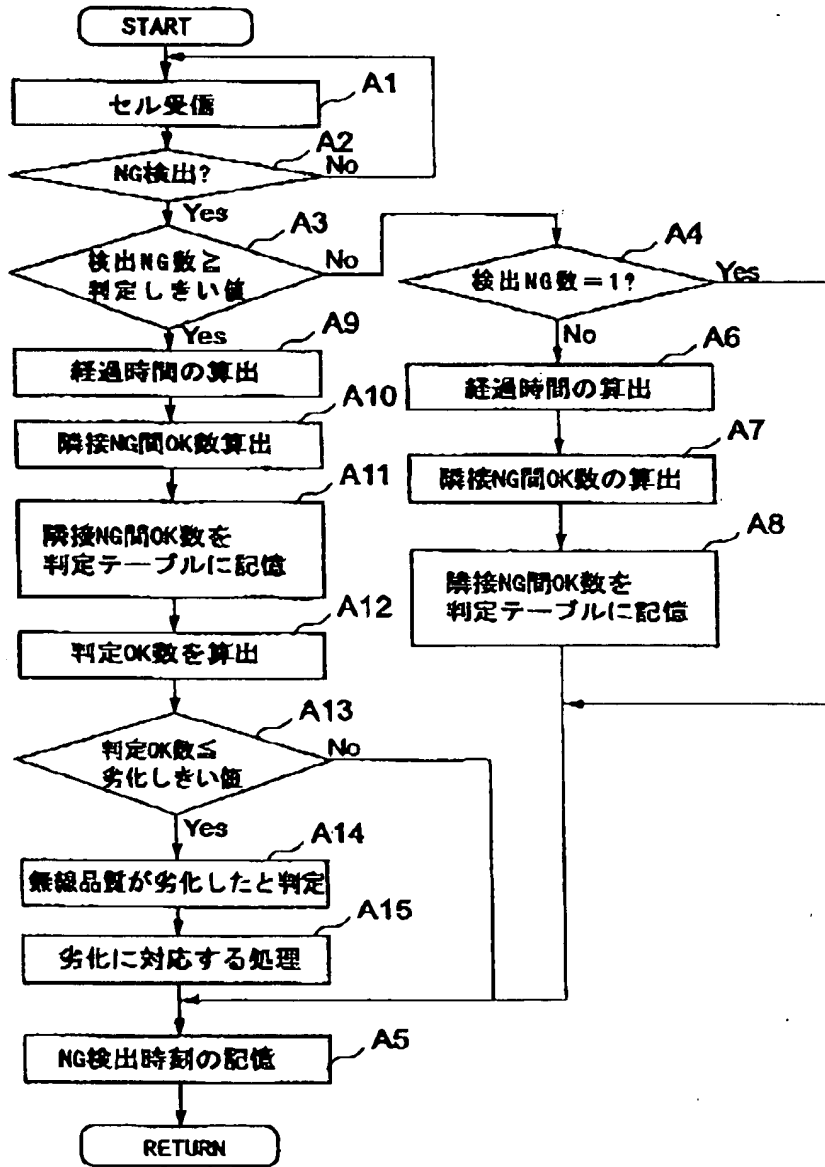 START
セル受信
A1
NG検出?
A2
No
Yes
検出NG数≧
判定しきい値
A3
No
Yes
検出NG数=1?
A4
Yes
No
経過時間の算出
A6
隣接NG間OK数の算出
A7
隣接NG間OK数を
判定テーブルに記憶
A8
経過時間の算出
A9
隣接NG間OK数算出
A10
隣接NG間OK数を
判定テーブルに記憶
A11
判定OK数を算出
A12
判定OK数≦
劣化しきい値
A13
No
Yes
無線品質が劣化したと判定
A14
劣化に対応する処理
A15
NG検出時刻の記憶
A5
RETURN